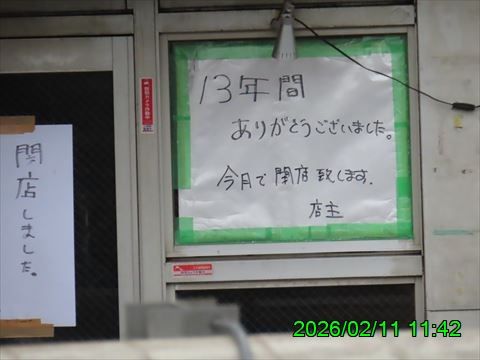 13年間
ありがとうございました。
今月で閉店致します.
店主
閉店しました。
2026/02/11 11:42